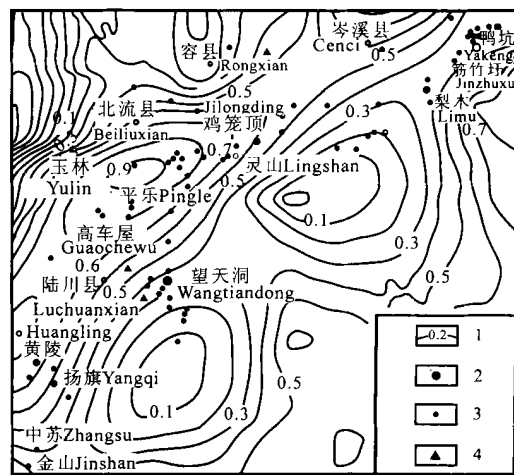 岑溪县
Cenci
鸭坑
Yakeng
容县
Rongxian
0.5
筋竹圩
Jinzhuxu
0.5
北流县
Jilongding
梨木
Limu
0.1
Beiliuxian
鸡笼顶
0.3
0.7
0.7
玉林
Yulin
0.9
0.5
灵山Lingshan
平乐Pingle
0.1
高车屋
Guaochewu
0.3
0.6
望天洞
陆川县
0.5
Wangtiandong
0.5
Luchuanxian
Huangling
黄陵
扬旗Yangqi
0.5
0.1
0.3
中苏Zhangsu
金山Jinshan
0.2 1
2
3
4